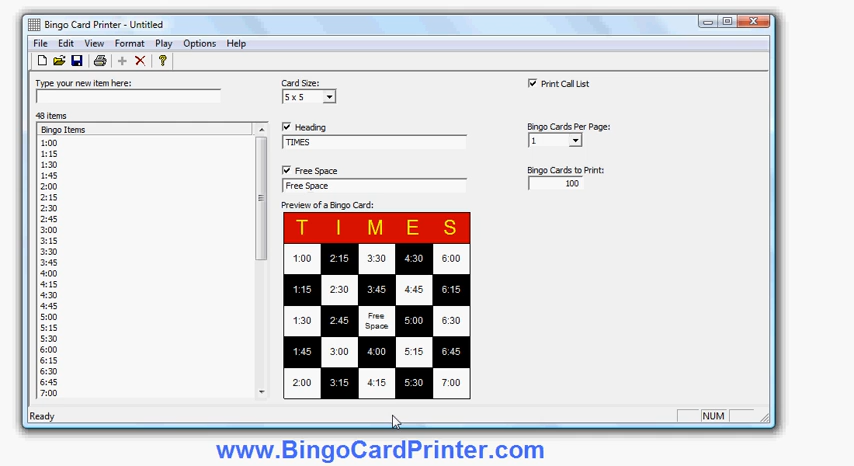 Bingo Card Printer - Untitled
File Edit View Format Play Options Help
Type your new item here:
48 items
Bingo Items
1:00
1:15
1:30
1:45
2:00
2:15
2:30
2:45
3:00
3:15
3:30
3:45
4:00
4:15
4:30
4:45
5:00
5:15
5:30
6:00
6:15
6:30
6:45
7:00
Card Size:
5 x 5
Heading
TIMES
Free Space
Free Space
Preview of a Bingo Card:
T I M E S
1:00 2:15 3:30 4:30 6:00
1:15 2:30 3:45 4:45 6:15
1:30 2:45 Free Space 5:00 6:30
1:45 3:00 4:00 5:15 6:45
2:00 3:15 4:15 5:30 7:00
Print Call List
Bingo Cards Per Page:
1
Bingo Cards to Print:
100
Ready
NUM
www.BingoCardPrinter.com